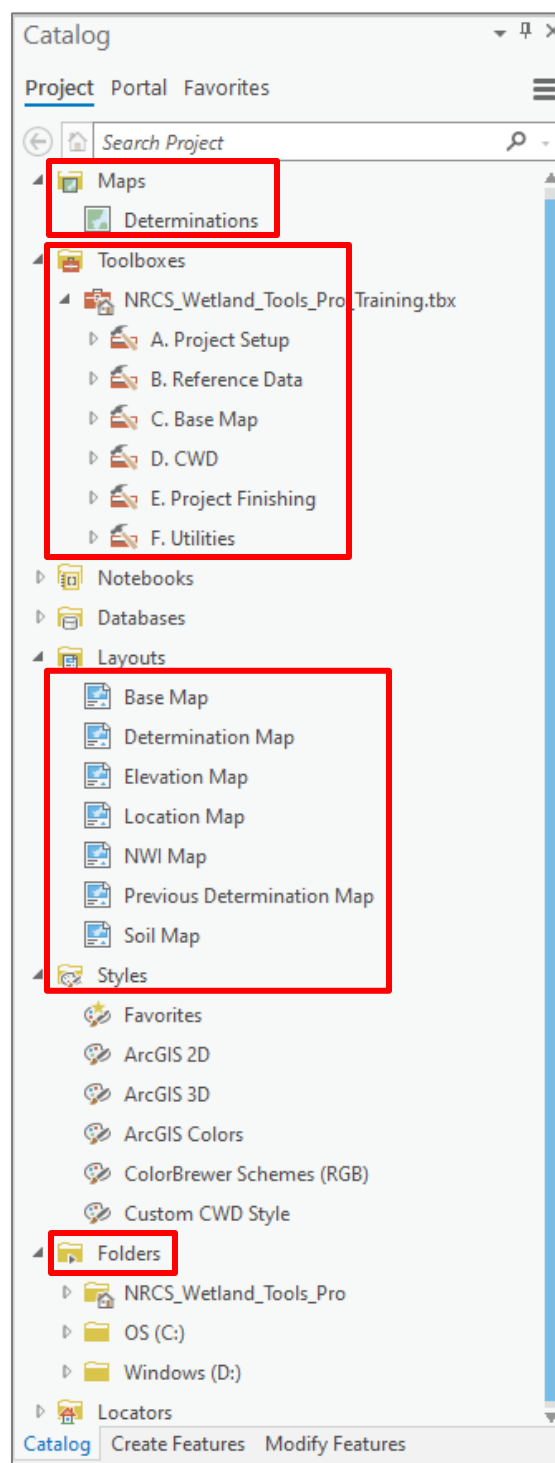 Catalog
Project Portal Favorites
Search Project
Maps
Determinations
Toolboxes
NRCS_Wetland_Tools_Pro_Training.tbx
A. Project Setup
B. Reference Data
C. Base Map
D. CWD
E. Project Finishing
F. Utilities
Notebooks
Databases
Layouts
Base Map
Determination Map
Elevation Map
Location Map
NWI Map
Previous Determination Map
Soil Map
Styles
Favorites
ArcGIS 2D
ArcGIS 3D
ArcGIS Colors
ColorBrewer Schemes (RGB)
Custom CWD Style
Folders
NRCS_Wetland_Tools_Pro
OS (C:)
Windows (D:)
Locators
Catalog Create Features Modify Features